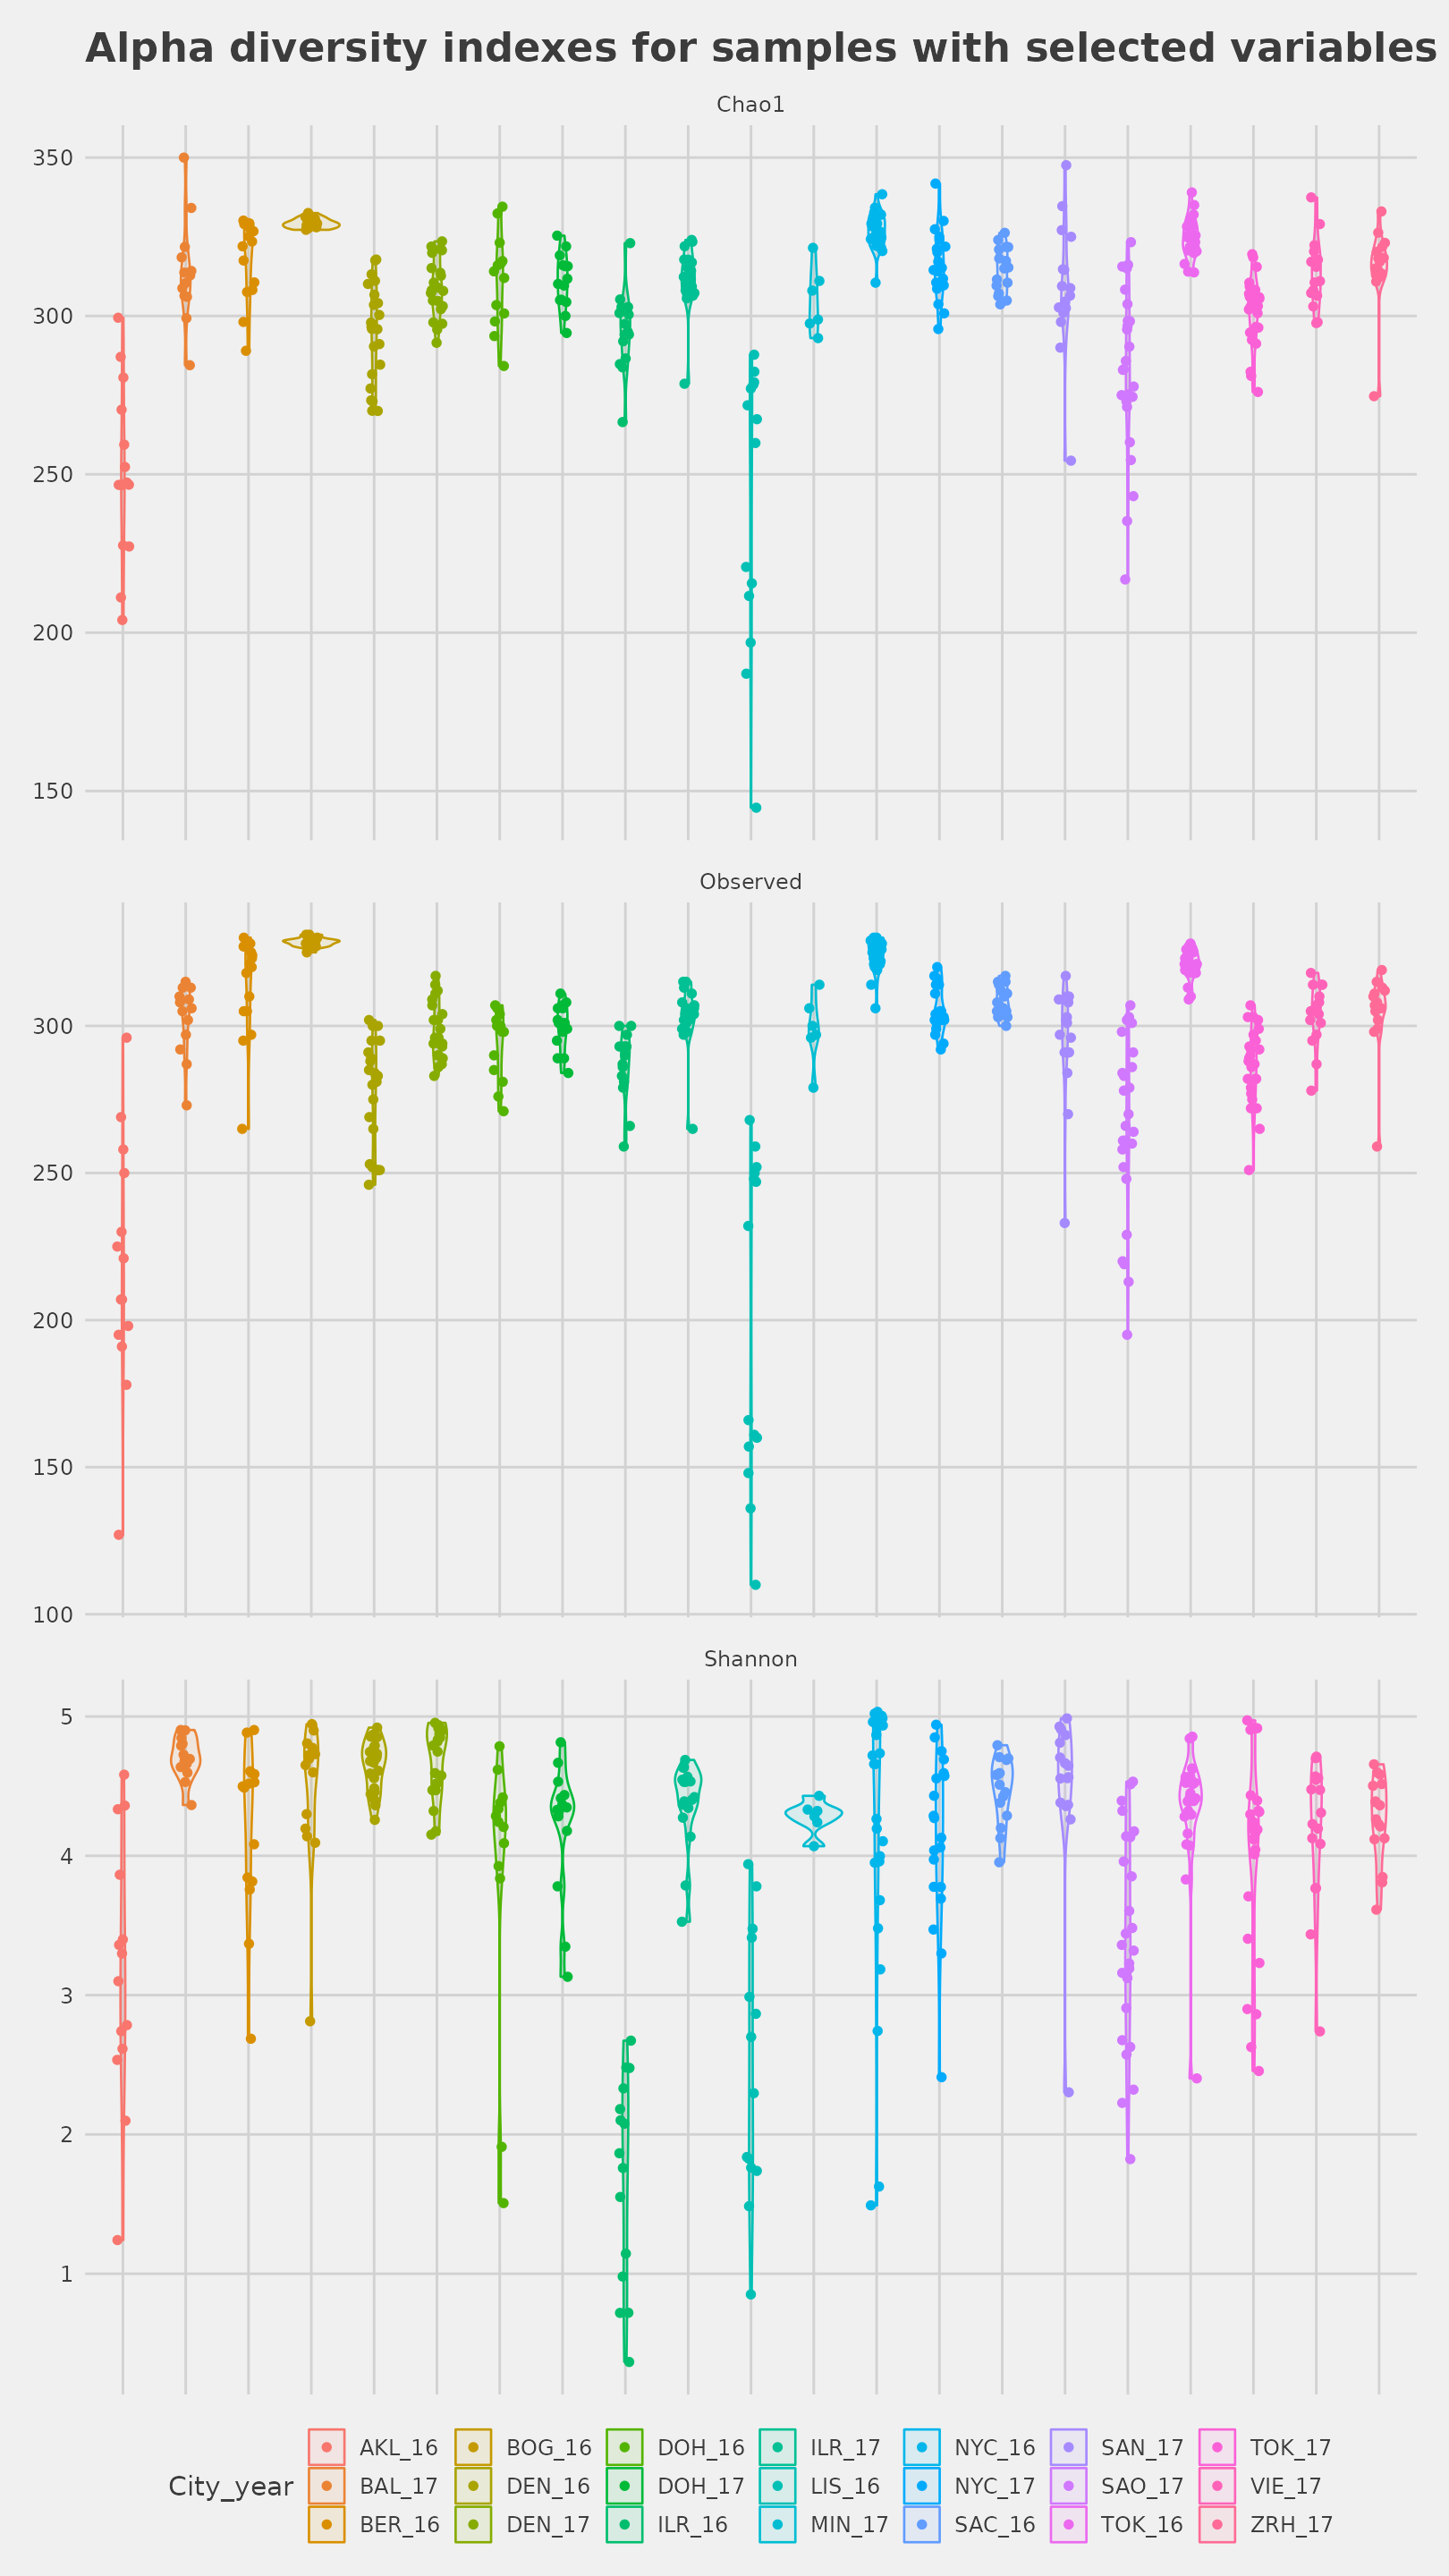 Alpha diversity indexes for samples with selected variables
Chao1
350
300
250
200
150
Observed
300
250
200
150
100
Shannon
5
4
3
2
1
AKL_16 BOG_16 DOH_16 ILR_17 NYC_16 SAN_17 TOK_17
City_year BAL_17 DEN_16 DOH_17 LIS_16 NYC_17 SAO_17 VIE_17
BER_16 DEN_17 ILR_16 MIN_17 SAC_16 TOK_16 ZRH_17